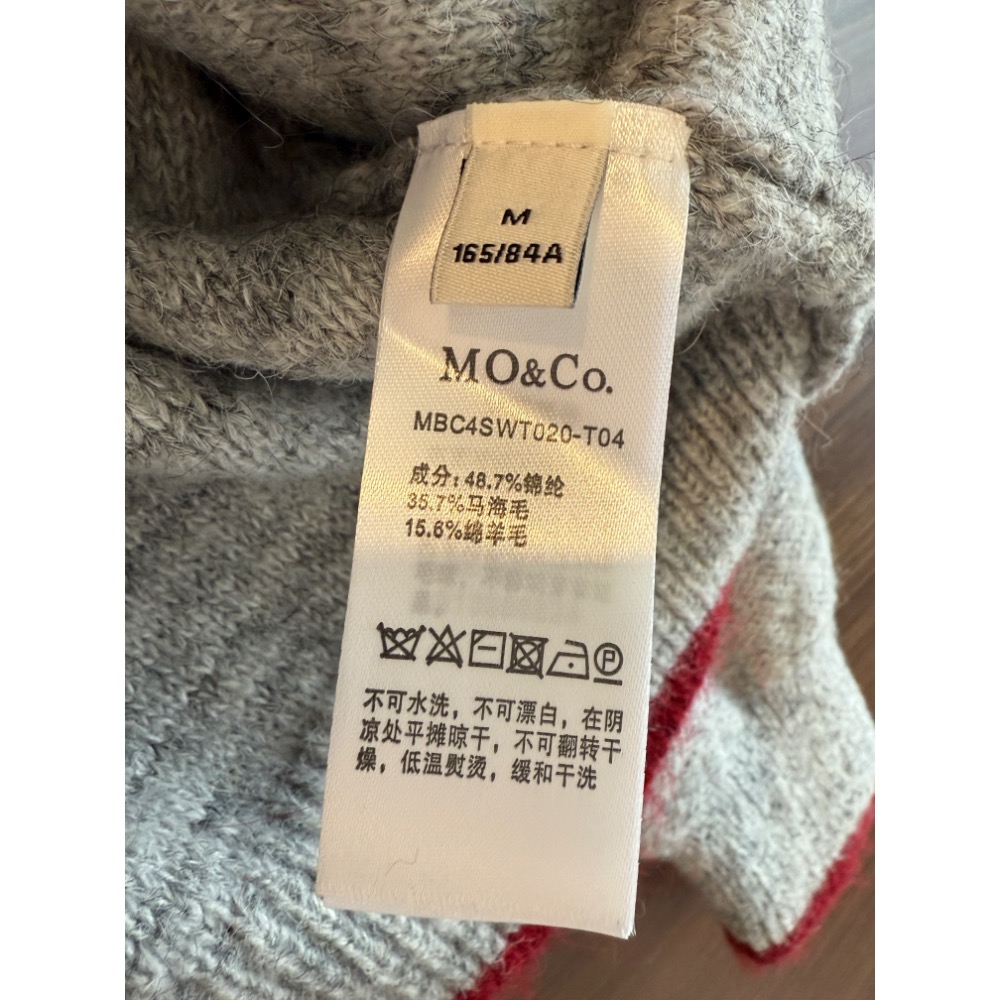 M
165/84A
MO&Co.
MBC4SWT020-T04
成分:48.7%锦纶
35.7%马海毛
15.6%绵羊毛
P
不可水洗，不可漂白，在阴
凉处平摊晾干，不可翻转干
燥，低温熨烫，缓和干洗